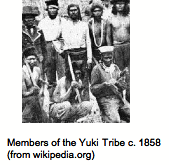 Members of the Yuki Tribe c. 1858
(from wikipedia.org)